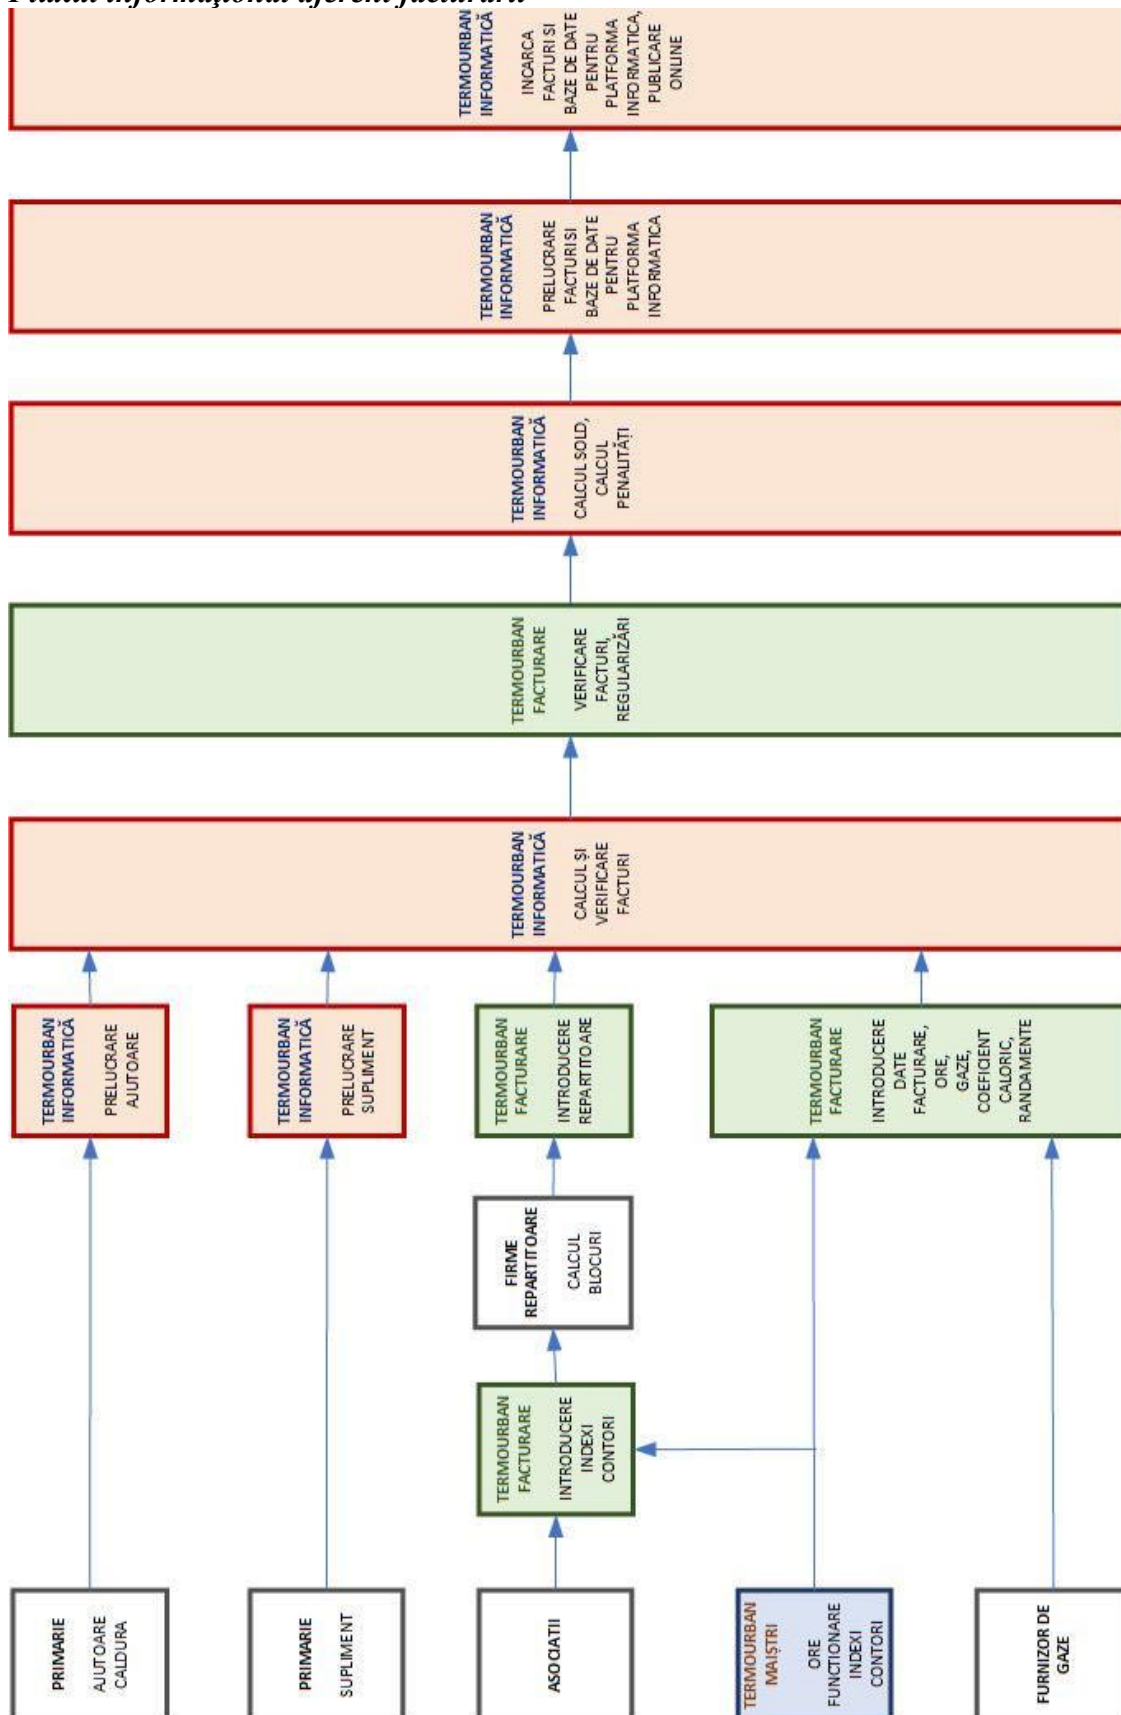 informaţional aferent facturării
PRIMARIE
AJUTOARE
CALDURA
PRIMARIE
SUPLIMENT
ASOCIATII
TERMOURBAN
MAIȘTRI
ORE
FUNCTIONARE
INDEXI
CONTORI
FURNIZOR DE
GAZE
TERMOURBAN
FACTURARE
INTRODUCERE
INDEXI
CONTORI
FIRME
REPARTITOARE
CALCUL
BLOCURI
TERMOURBAN
INFORMATICĂ
PRELUCRARE
AJUTOARE
TERMOURBAN
INFORMATICĂ
PRELUCRARE
SUPLIMENT
TERMOURBAN
FACTURARE
INTRODUCERE
REPARTITOARE
TERMOURBAN
FACTURARE
INTRODUCERE
DATE
FACTURARE,
ORE,
GAZE,
COEFICIENT
CALORIC,
RANDAMENTE
TERMOURBAN
INFORMATICĂ
CALCUL ȘI
VERIFICARE
FACTURI
TERMOURBAN
FACTURARE
VERIFICARE
FACTURI,
REGULARIZĂRI
TERMOURBAN
INFORMATICĂ
CALCUL SOLD,
CALCUL
PENALITĂȚI
TERMOURBAN
INFORMATICĂ
PRELUCRARE
FACTURI SI
BAZE DE DATE
PENTRU
PLATFORMA
INFORMATICA
TERMOURBAN
INFORMATICĂ
INCARCA
FACTURI SI
BAZE DE DATE
PENTRU
PLATFORMA
INFORMATICA,
PUBLICARE
ONLINE